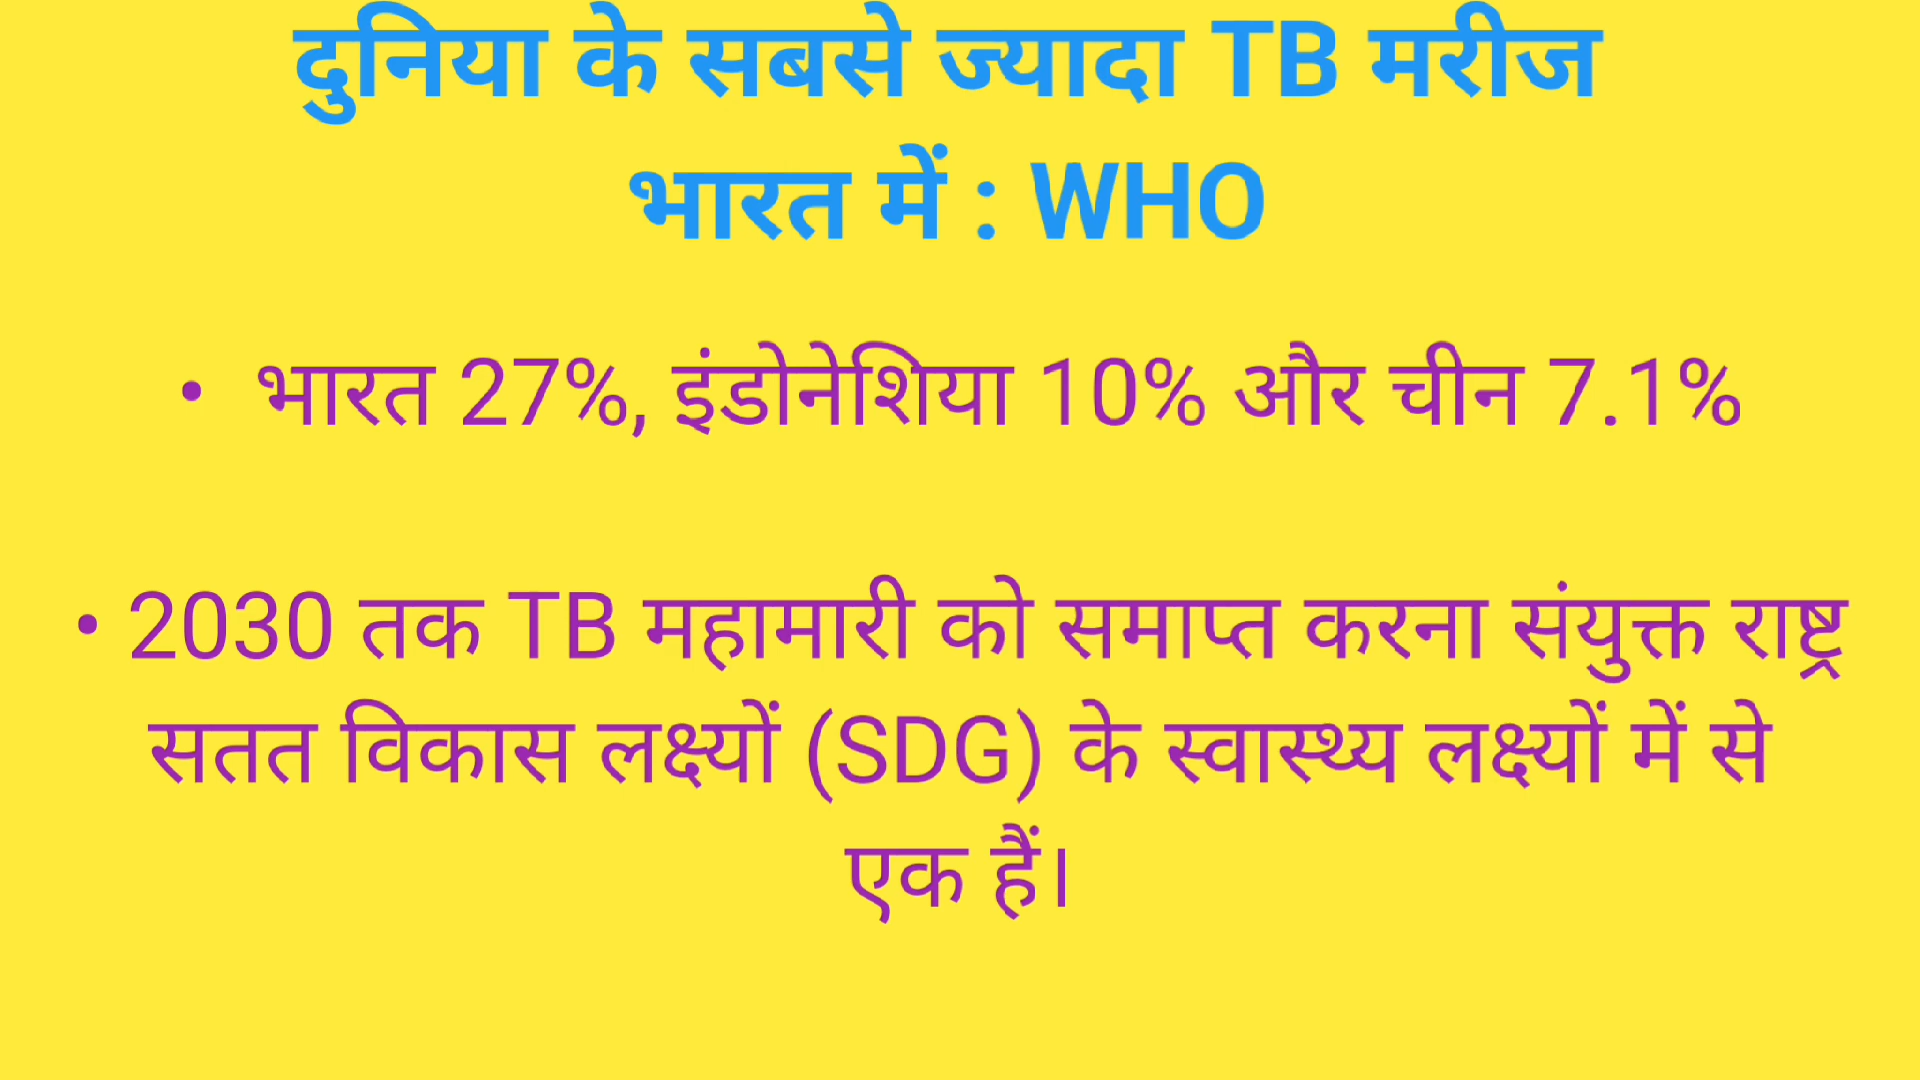 दुनिया के सबसे ज्यादा TB मरीज
भारत में : WHO
• भारत 27%, इंडोनेशिया 10% और चीन 7.1%
• 2030 तक TB महामारी को समाप्त करना संयुक्त राष्ट्र
सतत विकास लक्ष्यों (SDG) के स्वास्थ्य लक्ष्यों में से
एक हैं।